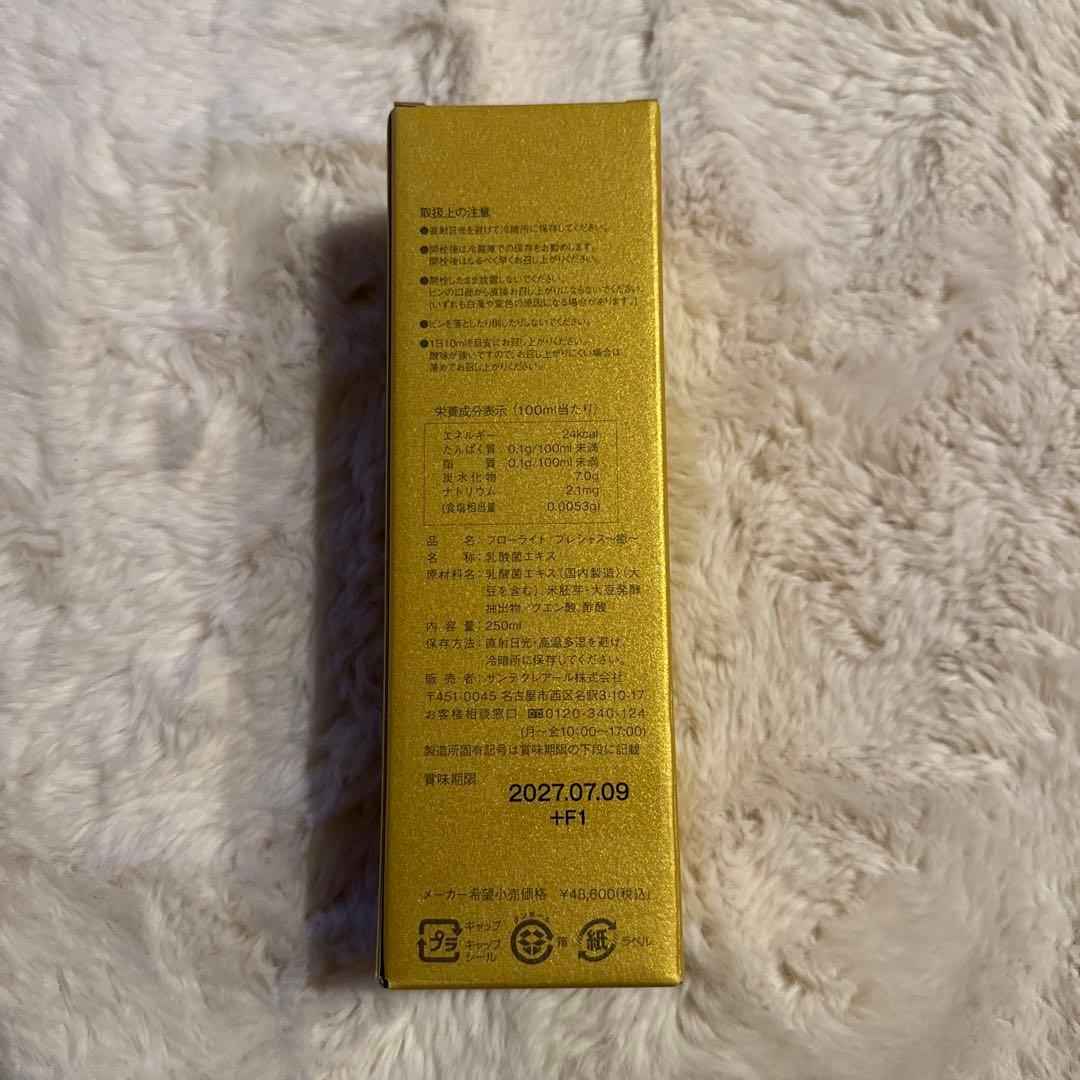 取扱上の注意
●直射日光を避けて冷暗所に保存してください。
●開栓後は冷蔵庫での保存をお勧めします。
開栓後はなるべく早くお召し上がりください。
●開栓したまま放置しないでください。
ビンの口部から直接お召し上がりにならないでください。
(いずれも白濁や変色の原因になる場合があります。)
●ビンを落としたり倒したりしないでください。
●1日10mlを目安にお召し上がりください。
酸味が強いですので、お召し上がりにくい場合は
薄めてお召し上がりください。
栄養成分表示 (100ml当たり)
エネルギー 24kcal
たんぱく質 0.1g/100ml 未満
脂質 0.1g/100ml 未満
炭水化物 7.0g
ナトリウム 2.1mg
(食塩相当量 0.0053g)
品名:フローライト プレシャス〜癒〜
名称:乳酸菌エキス
原材料名:乳酸菌エキス(国内製造)(大
豆を含む)、米胚芽・大豆発酵
抽出物/クエン酸、酢酸
内容量:250ml
保存方法:直射日光・高温多湿を避け、
冷暗所に保存してください。
販売者:サンテクレアール株式会社
〒451-0045 名古屋市西区名駅3-10-17
お客様相談窓口 0120-340-124
(月〜金10:00〜17:00)
製造所固有記号は賞味期限の下段に記載
賞味期限
2027.07.09
+F1
メーカー希望小売価格 ¥48,600(税込)
プラ キャップ
キャップ
シール
ダンボール 箱
紙 ラベル